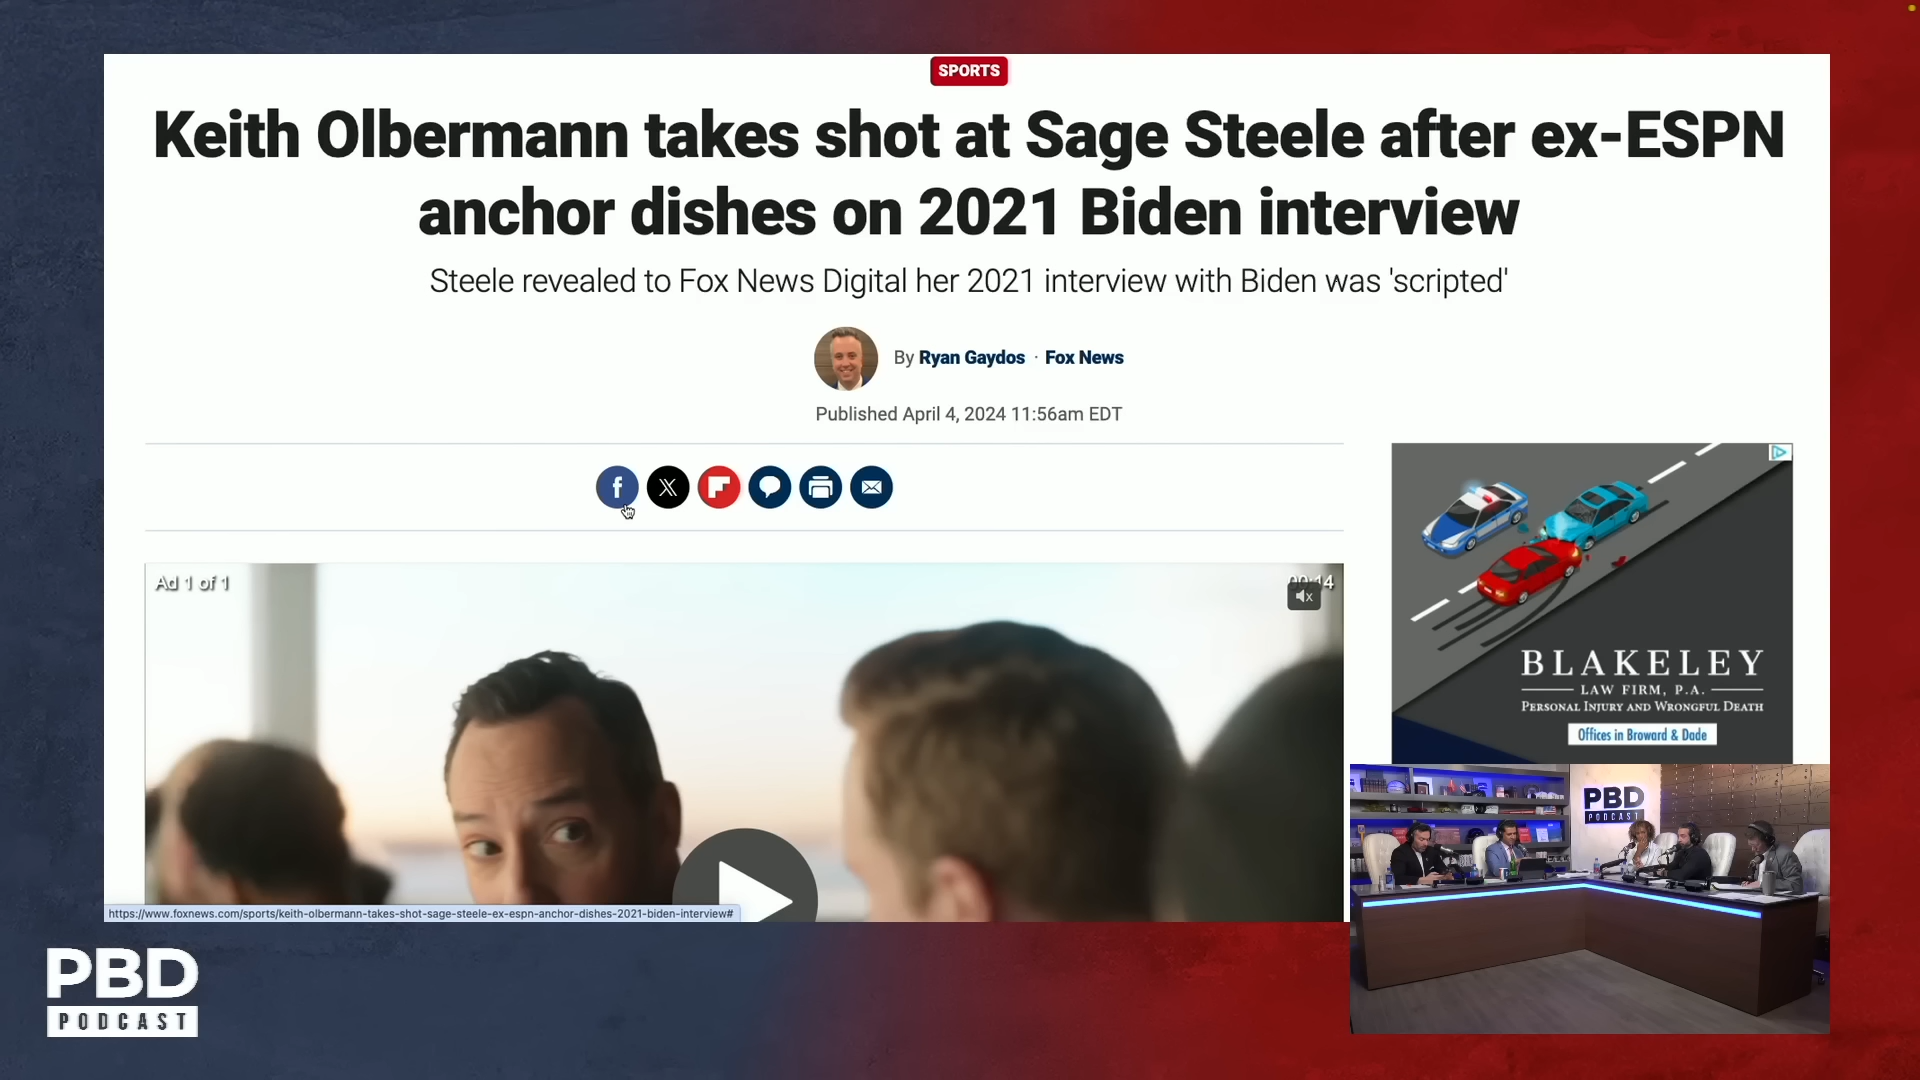 SPORTS
Keith Olbermann takes shot at Sage Steele after ex-ESPN
anchor dishes on 2021 Biden interview
Steele revealed to Fox News Digital her 2021 interview with Biden was 'scripted'
By Ryan Gaydos · Fox News
Published April 4, 2024 11:56am EDT
Ad 1 of 1
00:14
BLAKELEY
LAW FIRM, P.A.
PERSONAL INJURY AND WRONGFUL DEATH
Offices in Broward & Dade
PBD
PODCAST
https://www.foxnews.com/sports/keith-olbermann-takes-shot-sage-steele-ex-espn-anchor-dishes-2021-biden-interview#
PBD
PODCAST